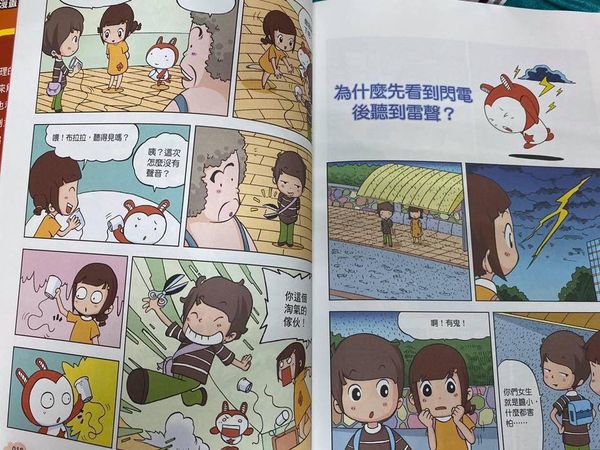 理的
喂！布拉拉，聽得見嗎？
咦？這次
怎麼沒有
聲音？
你這個
淘氣的
傢伙！
為什麼先看到閃電
後聽到雷聲？
啊！有鬼！
你們女生
就是膽小，
什麼都害
怕……